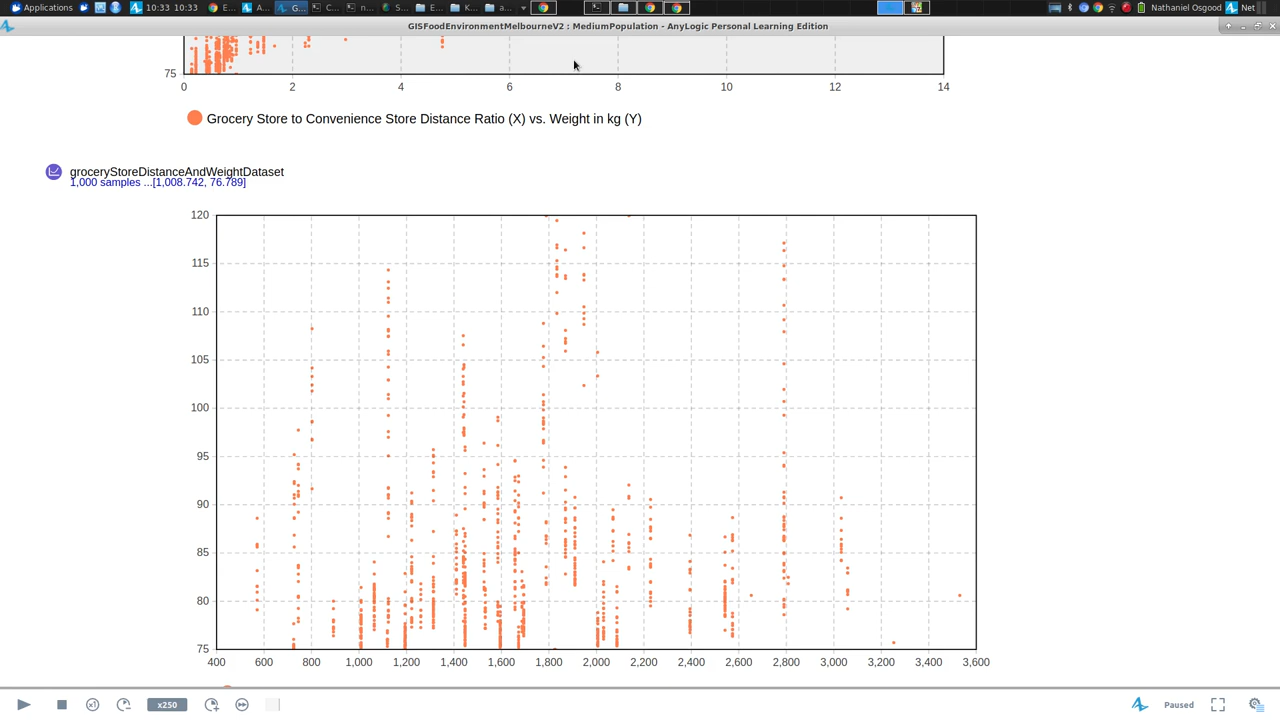 Applications 10:33 10:33 E... A... G... C... n... S... E... K... a... Nathaniel Osgood Net
GISFoodEnvironmentMelbourneV2 : MediumPopulation - AnyLogic Personal Learning Edition
75
0 2 4 6 8 10 12 14
Grocery Store to Convenience Store Distance Ratio (X) vs. Weight in kg (Y)
groceryStoreDistanceAndWeightDataset
1,000 samples ...[1,008.742, 76.789]
120
115
110
105
100
95
90
85
80
75
400 600 800 1,000 1,200 1,400 1,600 1,800 2,000 2,200 2,400 2,600 2,800 3,000 3,200 3,400 3,600
x1 x250 Paused